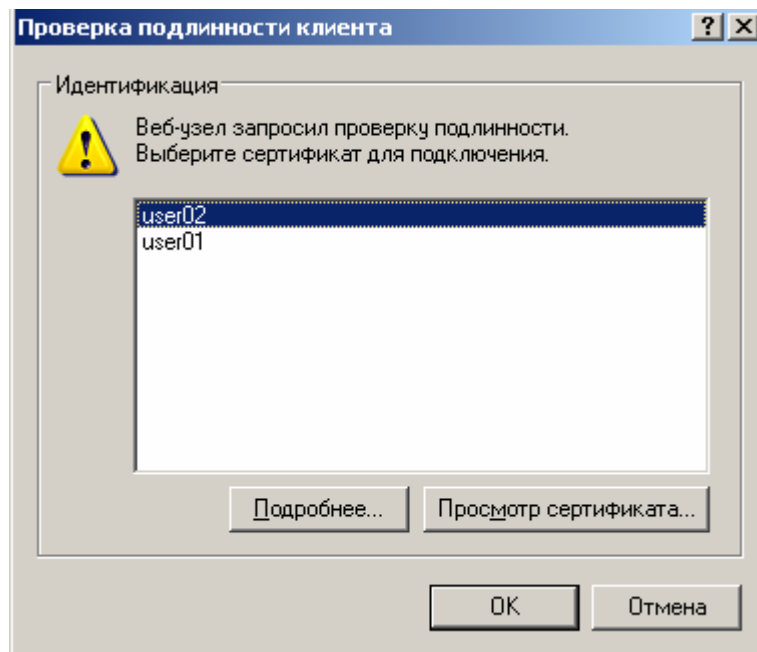 Проверка подлинности клиента
Идентификация
Веб-узел запросил проверку подлинности.
Выберите сертификат для подключения.
user02
user01
Подробнее... Просмотр сертификата...
OK Отмена